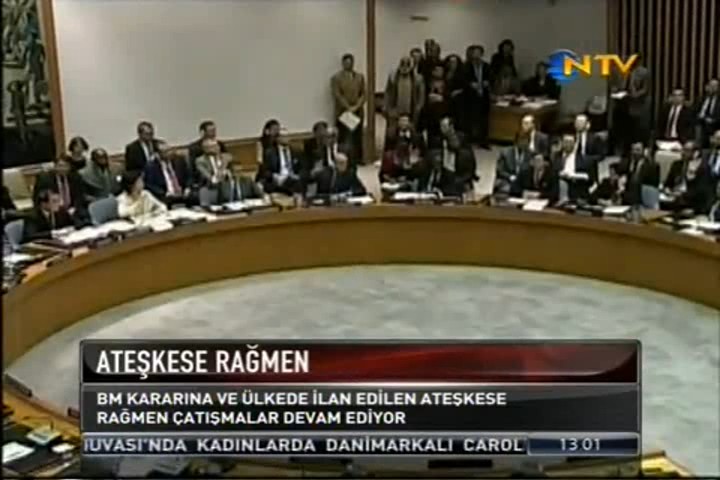 NTV
ATEŞKESE RAĞMEN
BM KARARINA VE ÜLKEDE İLAN EDİLEN ATEŞKESE
RAĞMEN ÇATIŞMALAR DEVAM EDİYOR
UVASI'NDA KADINLARDA DANİMARKALI CAROL 13.01